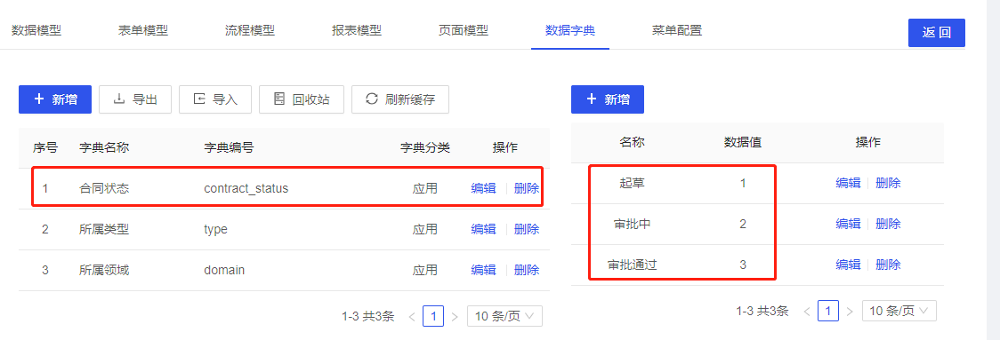 数据模型 表单模型 流程模型 报表模型 页面模型 数据字典 菜单配置 返 回
新增 导出 导入 回收站 刷新缓存
序号 字典名称 字典编号 字典分类 操作
1 合同状态 contract_status 应用 编辑 删除
2 所属类型 type 应用 编辑 删除
3 所属领域 domain 应用 编辑 删除
1-3 共3条 < 1 > 10 条/页
新增
名称 数据值 操作
起草 1 编辑 删除
审批中 2 编辑 删除
审批通过 3 编辑 删除
1-3 共3条 < 1 > 10 条/页